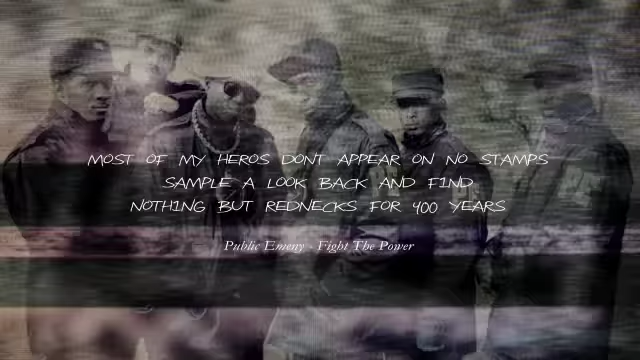 MOST OF MY HEROS DONT APPEAR ON NO STAMPS
SAMPLE A LOOK BACK AND FIND
NOTHING BUT REDNECKS FOR 400 YEARS
Public Emeny - Fight The Power